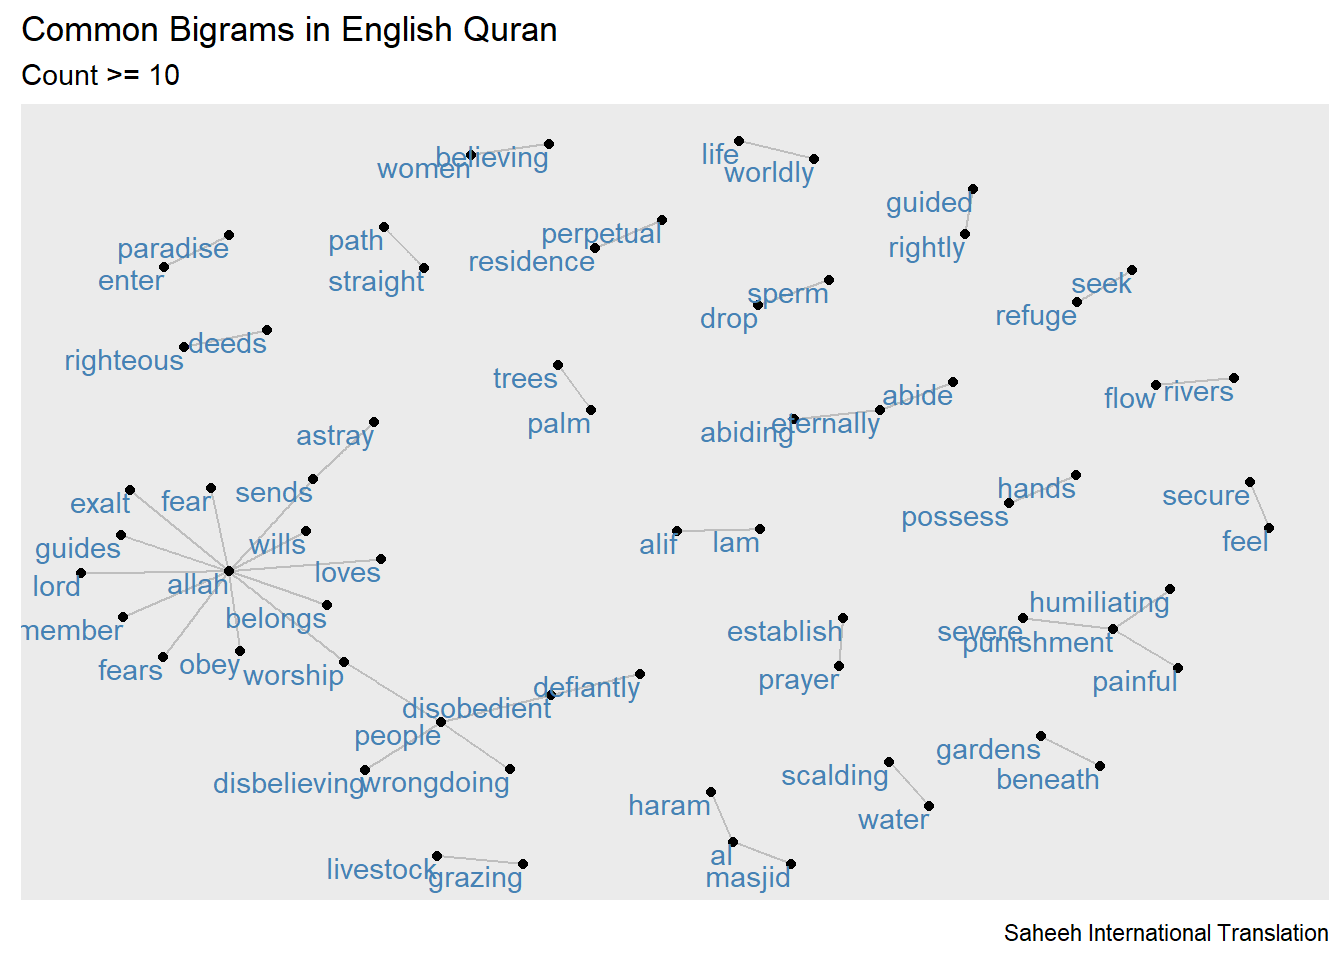 Common Bigrams in English Quran
Count >= 10
believing
women
life
worldly
guided
rightly
perpetual
residence
path
straight
paradise
enter
seek
refuge
sperm
drop
deeds
righteous
trees
palm
abide
eternally
abiding
flow
rivers
astray
sends
hands
possess
secure
feel
exalt
fear
guides
wills
alif
lam
lord
allah
loves
member
belongs
fears
obey
worship
establish
prayer
humiliating
severe
punishment
painful
defiantly
disobedient
people
disbelieving
wrongdoing
gardens
beneath
scalding
water
haram
al
masjid
livestock
grazing
Saheeh International Translation